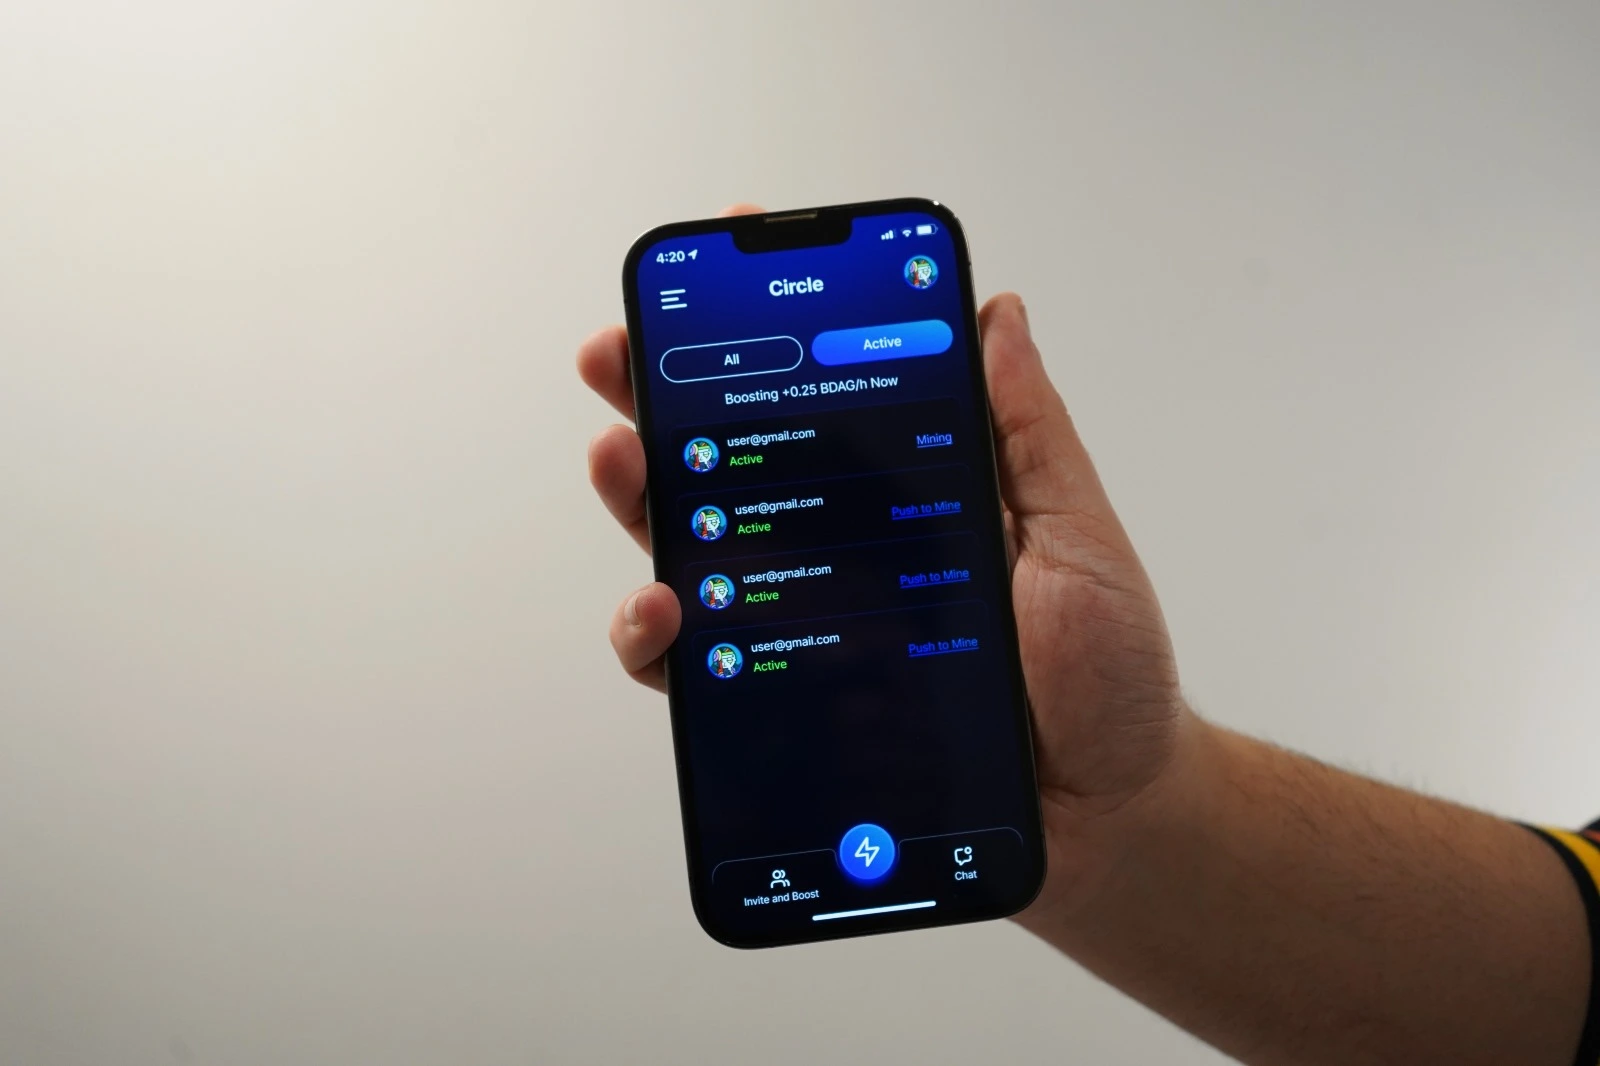 4:20
Circle
All
Active
Boosting +0.25 BDAG/h Now
user@gmail.com
Mining
Active
user@gmail.com
Push to Mine
Active
user@gmail.com
Push to Mine
Active
user@gmail.com
Push to Mine
Active
Invite and Boost
Chat